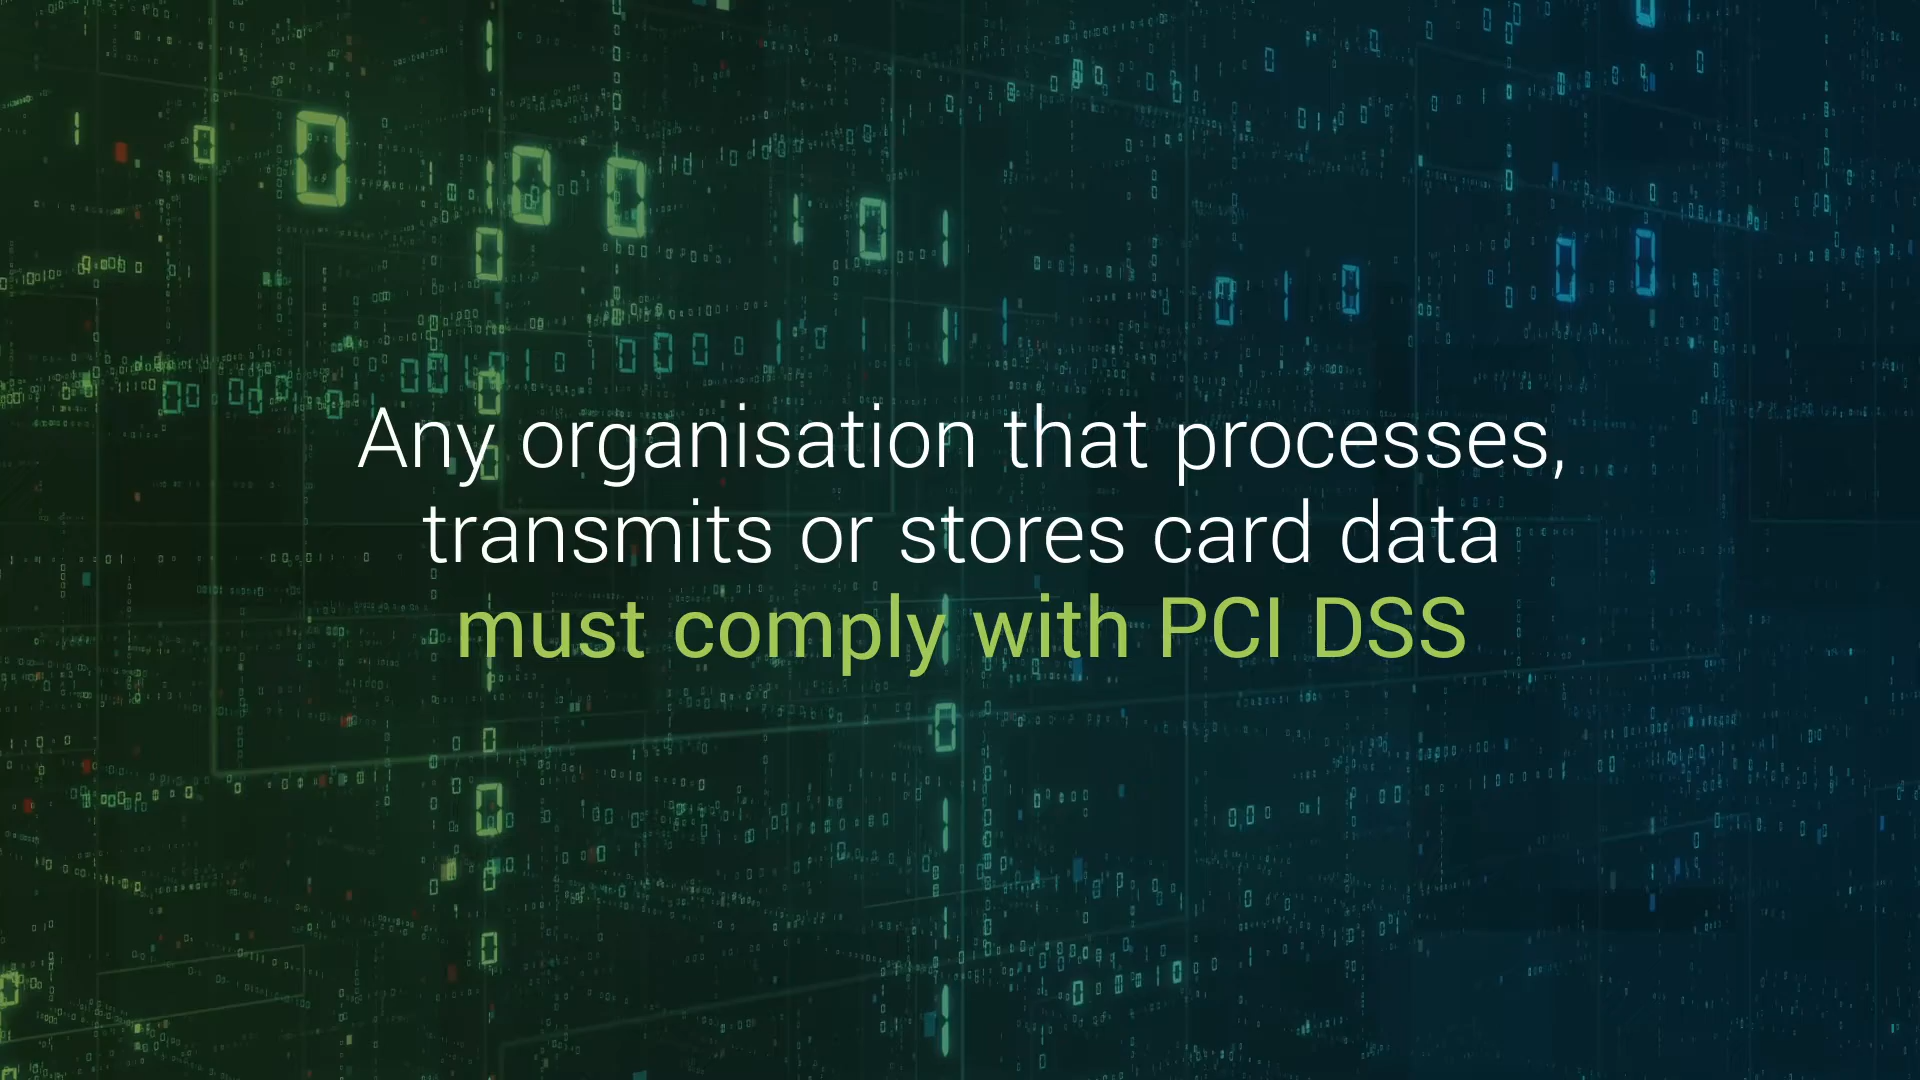 Any organisation that processes,
transmits or stores card data
must comply with PCI DSS